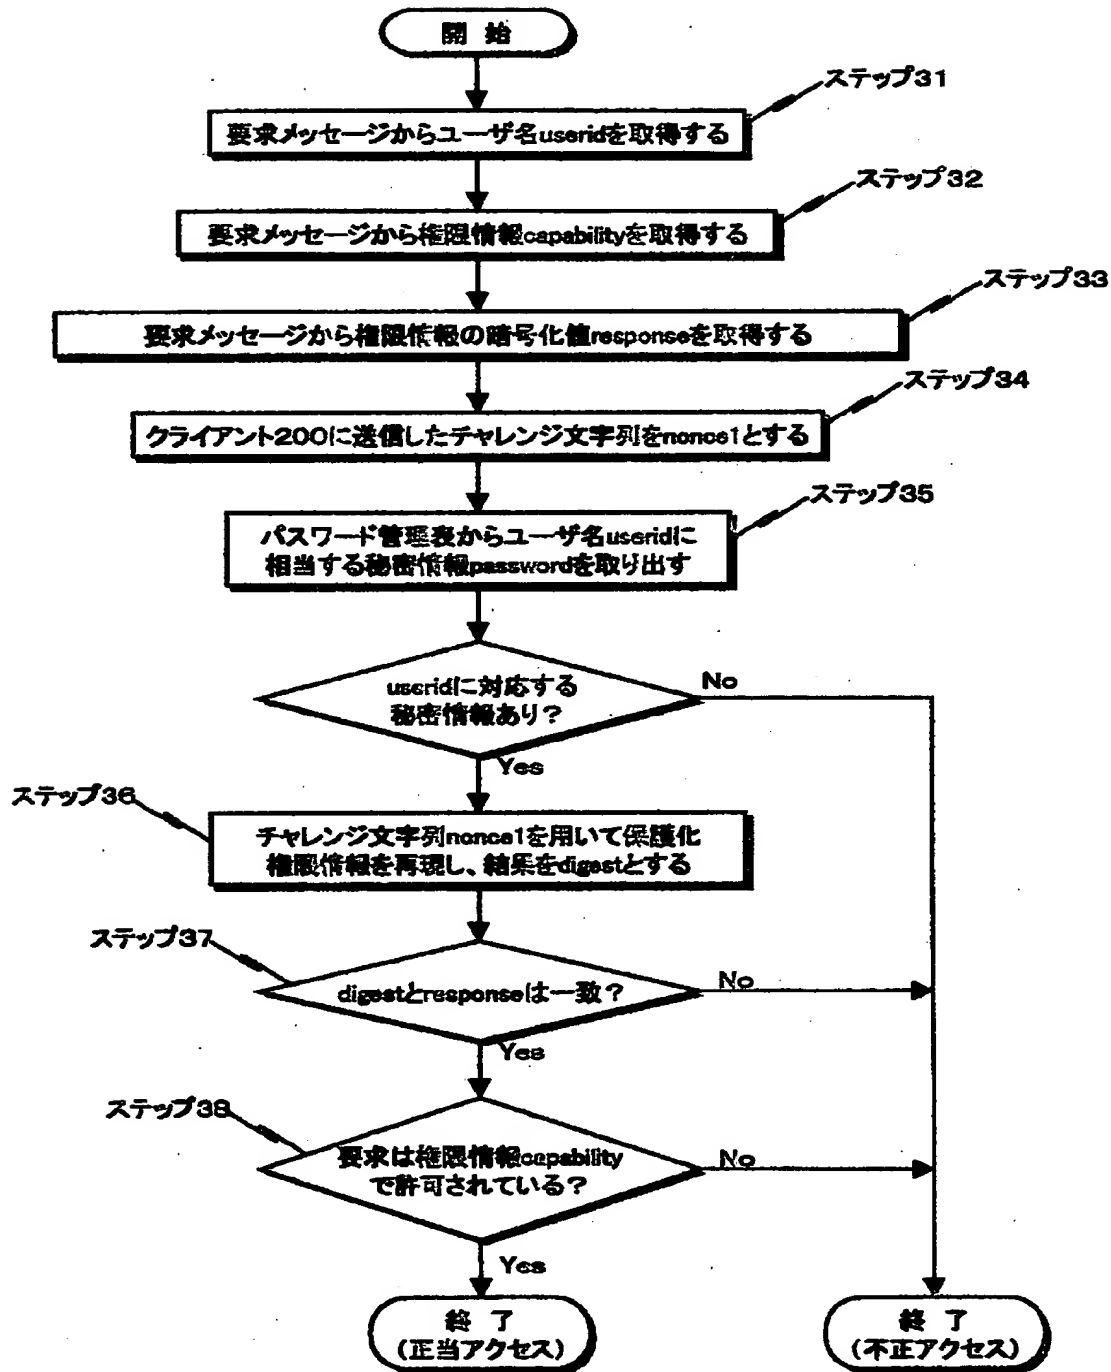 開 始
ステップ31
要求メッセージからユーザ名useridを取得する
ステップ32
要求メッセージから権限情報capabilityを取得する
ステップ33
要求メッセージから権限情報の暗号化値responseを取得する
ステップ34
クライアント200に送信したチャレンジ文字列をnonce1とする
ステップ35
パスワード管理表からユーザ名useridに
相当する秘密情報passwordを取り出す
useridに対応する
秘密情報あり？
No
Yes
ステップ36
チャレンジ文字列nonce1を用いて保護化
権限情報を再現し、結果をdigestとする
ステップ37
digestとresponseは一致？
No
Yes
ステップ38
要求は権限情報capability
で許可されている？
No
Yes
終 了
(正当アクセス)
終 了
(不正アクセス)